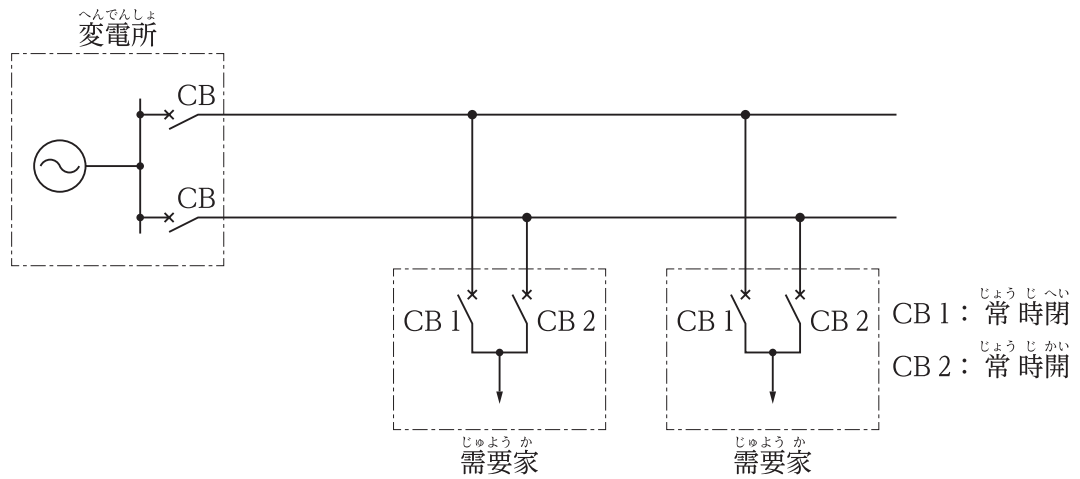 へんでんしょ
変電所
CB
CB
CB 1
CB 2
CB 1
CB 2
じょう じ へい
CB 1：常時閉
じょう じ かい
CB 2：常時開
じゅよう か
需要家
じゅよう か
需要家